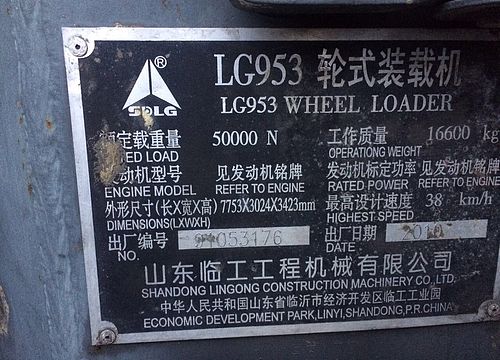 ®
SDLG
LG953 轮式装载机
LG953 WHEEL LOADER
定载重量 50000 N 工作质量 16600 kg
ED LOAD OPERATIONG WEIGHT
动机型号 见发动机铭牌 发动机标定功率 见发动机铭牌
ENGINE MODEL REFER TO ENGINE RATED POWER REFER TO ENGINE
外形尺寸(长X宽X高) 7753X3024X3423mm 最高设计速度 38 km/h
DIMENSIONS(LXWXH) HIGHEST SPEED
出厂编号 出厂日期
NO. DATE
山东临工工程机械有限公司
SHANDONG LINGONG CONSTRUCTION MACHINERY CO., LTD.
中华人民共和国山东省临沂市经济开发区临工工业园
ECONOMIC DEVELOPMENT PARK,LINYI,SHANDONG,P.R.CHINA